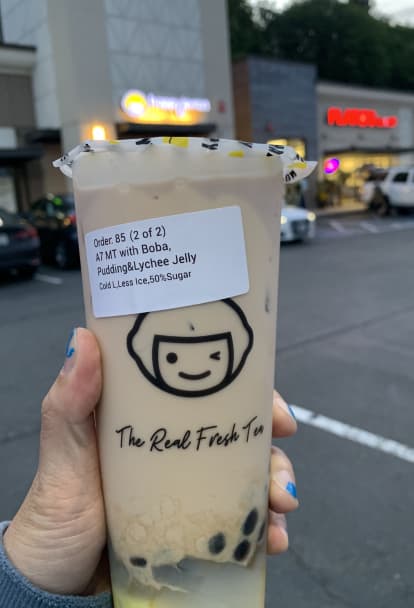 Order: 85 (2 of 2)
A7 MT with Boba,
Pudding&Lychee Jelly
Cold L,Less Ice,50%Sugar
The Real Fresh Tea